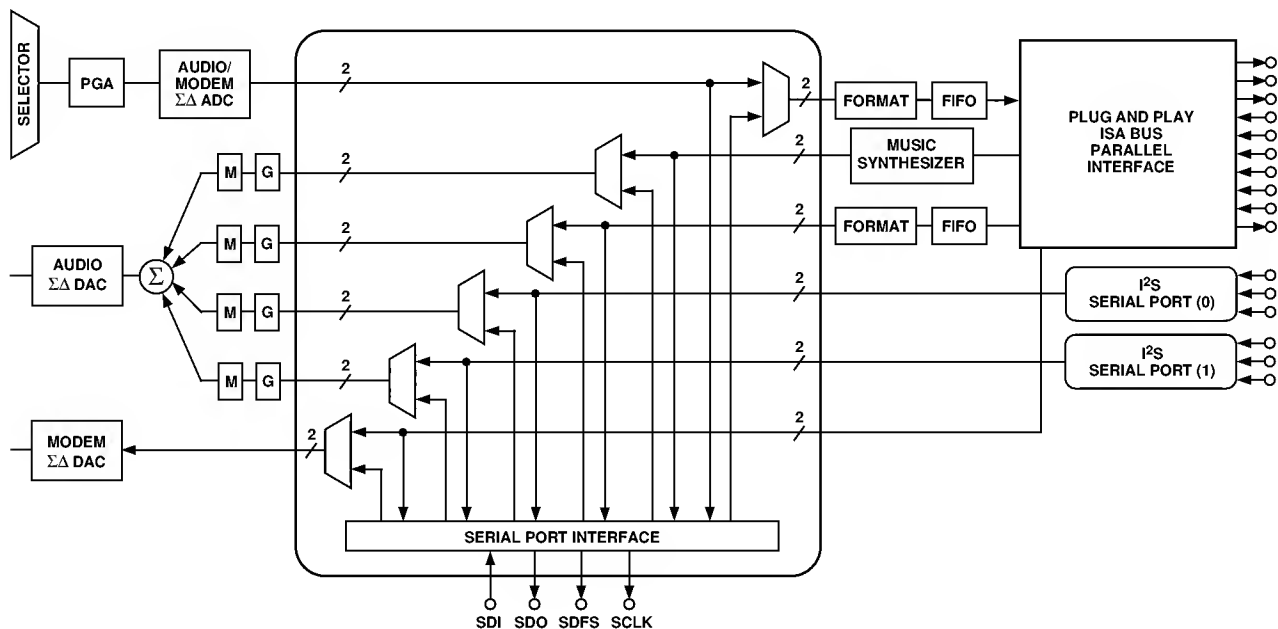 SELECTOR
PGA
AUDIO/
MODEM
ΣΔ ADC
2
2
FORMAT
FIFO
PLUG AND PLAY
ISA BUS
PARALLEL
INTERFACE
M
G
2
2
MUSIC
SYNTHESIZER
M
G
2
2
FORMAT
FIFO
AUDIO
ΣΔ DAC
Σ
M
G
2
2
I²S
SERIAL PORT (0)
M
G
2
2
I²S
SERIAL PORT (1)
MODEM
ΣΔ DAC
2
2
SERIAL PORT INTERFACE
SDI
SDO
SDFS
SCLK